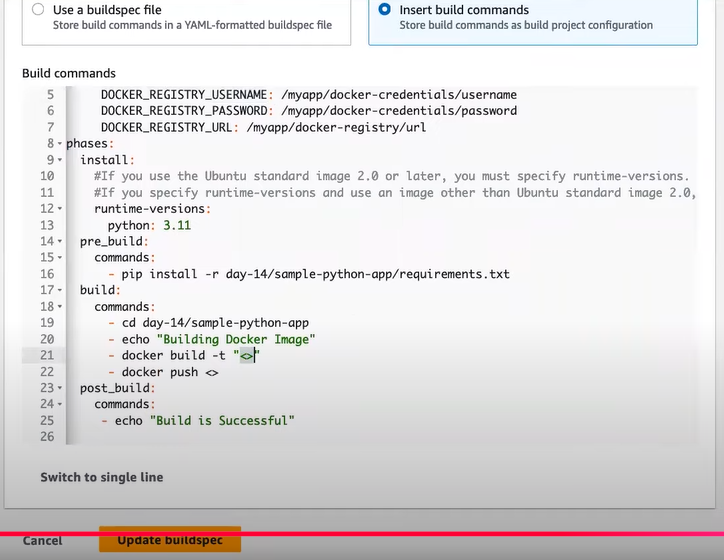 Use a buildspec file
Store build commands in a YAML-formatted buildspec file
Insert build commands
Store build commands as build project configuration
Build commands
5 DOCKER_REGISTRY_USERNAME: /myapp/docker-credentials/username
6 DOCKER_REGISTRY_PASSWORD: /myapp/docker-credentials/password
7 DOCKER_REGISTRY_URL: /myapp/docker-registry/url
8 phases:
9 install:
10 #If you use the Ubuntu standard image 2.0 or later, you must specify runtime-versions.
11 #If you specify runtime-versions and use an image other than Ubuntu standard image 2.0,
12 runtime-versions:
13 python: 3.11
14 pre_build:
15 commands:
16 - pip install -r day-14/sample-python-app/requirements.txt
17 build:
18 commands:
19 - cd day-14/sample-python-app
20 - echo "Building Docker Image"
21 - docker build -t "<>"
22 - docker push <>
23 post_build:
24 commands:
25 - echo "Build is Successful"
26
Switch to single line
Cancel
Update buildspec